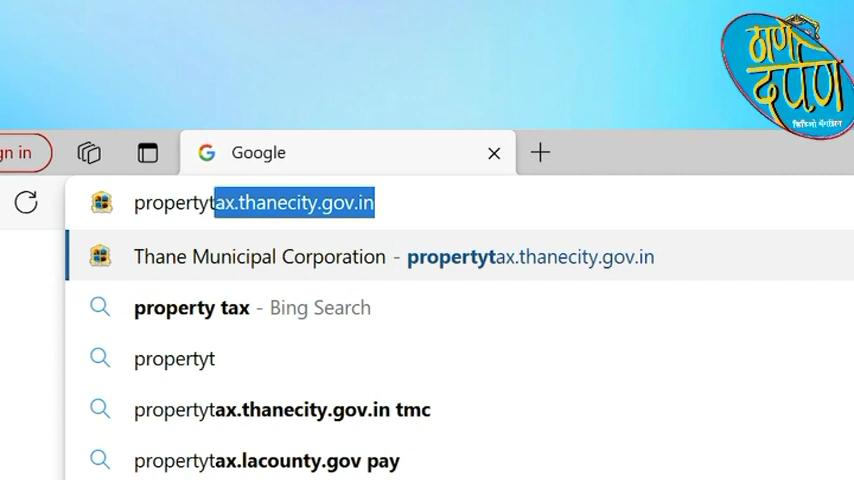 ठाणे
दर्पण
व्हिडिओ मॅगझिन
gn in
Google
propertytax.thanecity.gov.in
Thane Municipal Corporation - propertytax.thanecity.gov.in
property tax - Bing Search
propertyt
propertytax.thanecity.gov.in tmc
propertytax.lacounty.gov pay